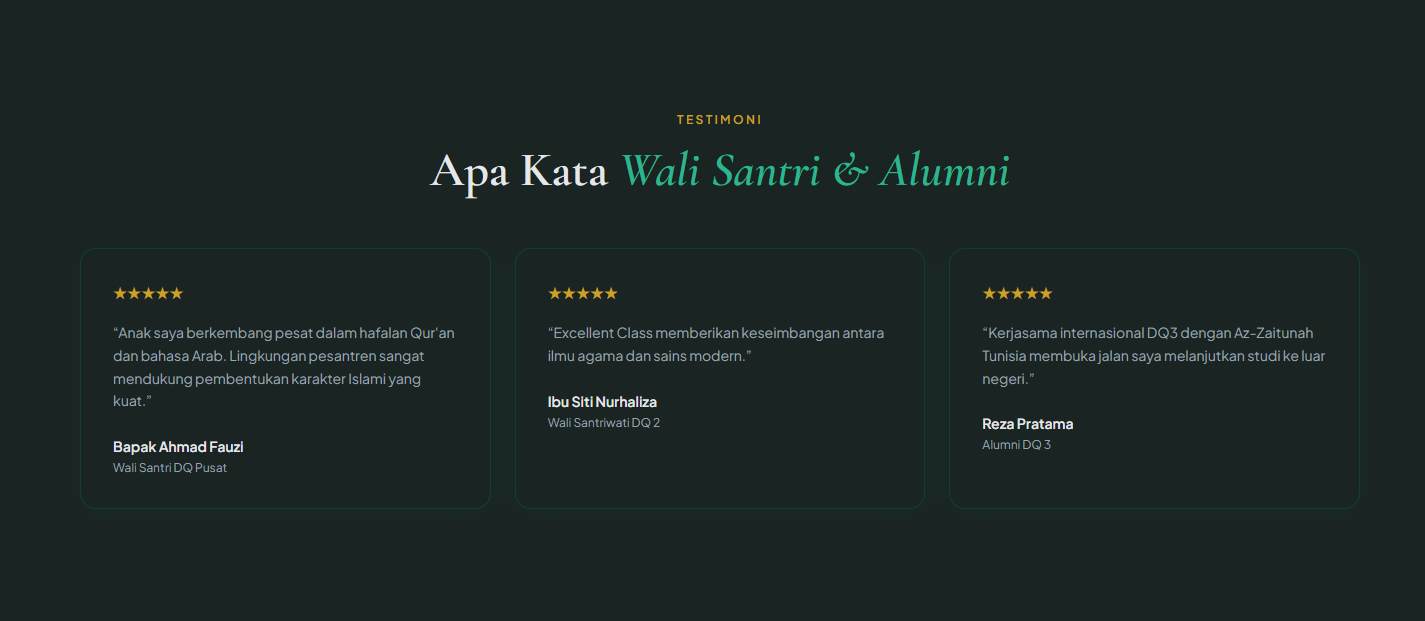 TESTIMONI
Apa Kata Wali Santri & Alumni
★★★★★
“Anak saya berkembang pesat dalam hafalan Qur'an
dan bahasa Arab. Lingkungan pesantren sangat
mendukung pembentukan karakter Islami yang
kuat.”
Bapak Ahmad Fauzi
Wali Santri DQ Pusat
★★★★★
“Excellent Class memberikan keseimbangan antara
ilmu agama dan sains modern.”
Ibu Siti Nurhaliza
Wali Santriwati DQ 2
★★★★★
“Kerjasama internasional DQ3 dengan Az-Zaitunah
Tunisia membuka jalan saya melanjutkan studi ke luar
negeri.”
Reza Pratama
Alumni DQ 3